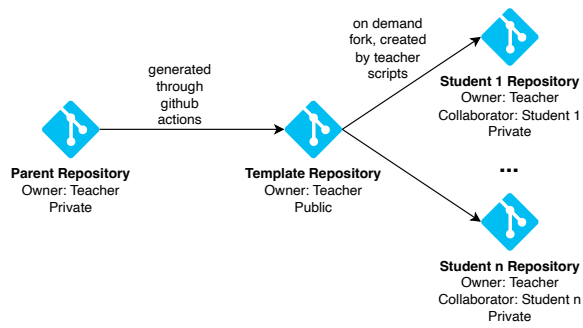 generated
through
github
actions
on demand
fork, created
by teacher
scripts
Parent Repository
Owner: Teacher
Private
Template Repository
Owner: Teacher
Public
Student 1 Repository
Owner: Teacher
Collaborator: Student 1
Private
...
Student n Repository
Owner: Teacher
Collaborator: Student n
Private